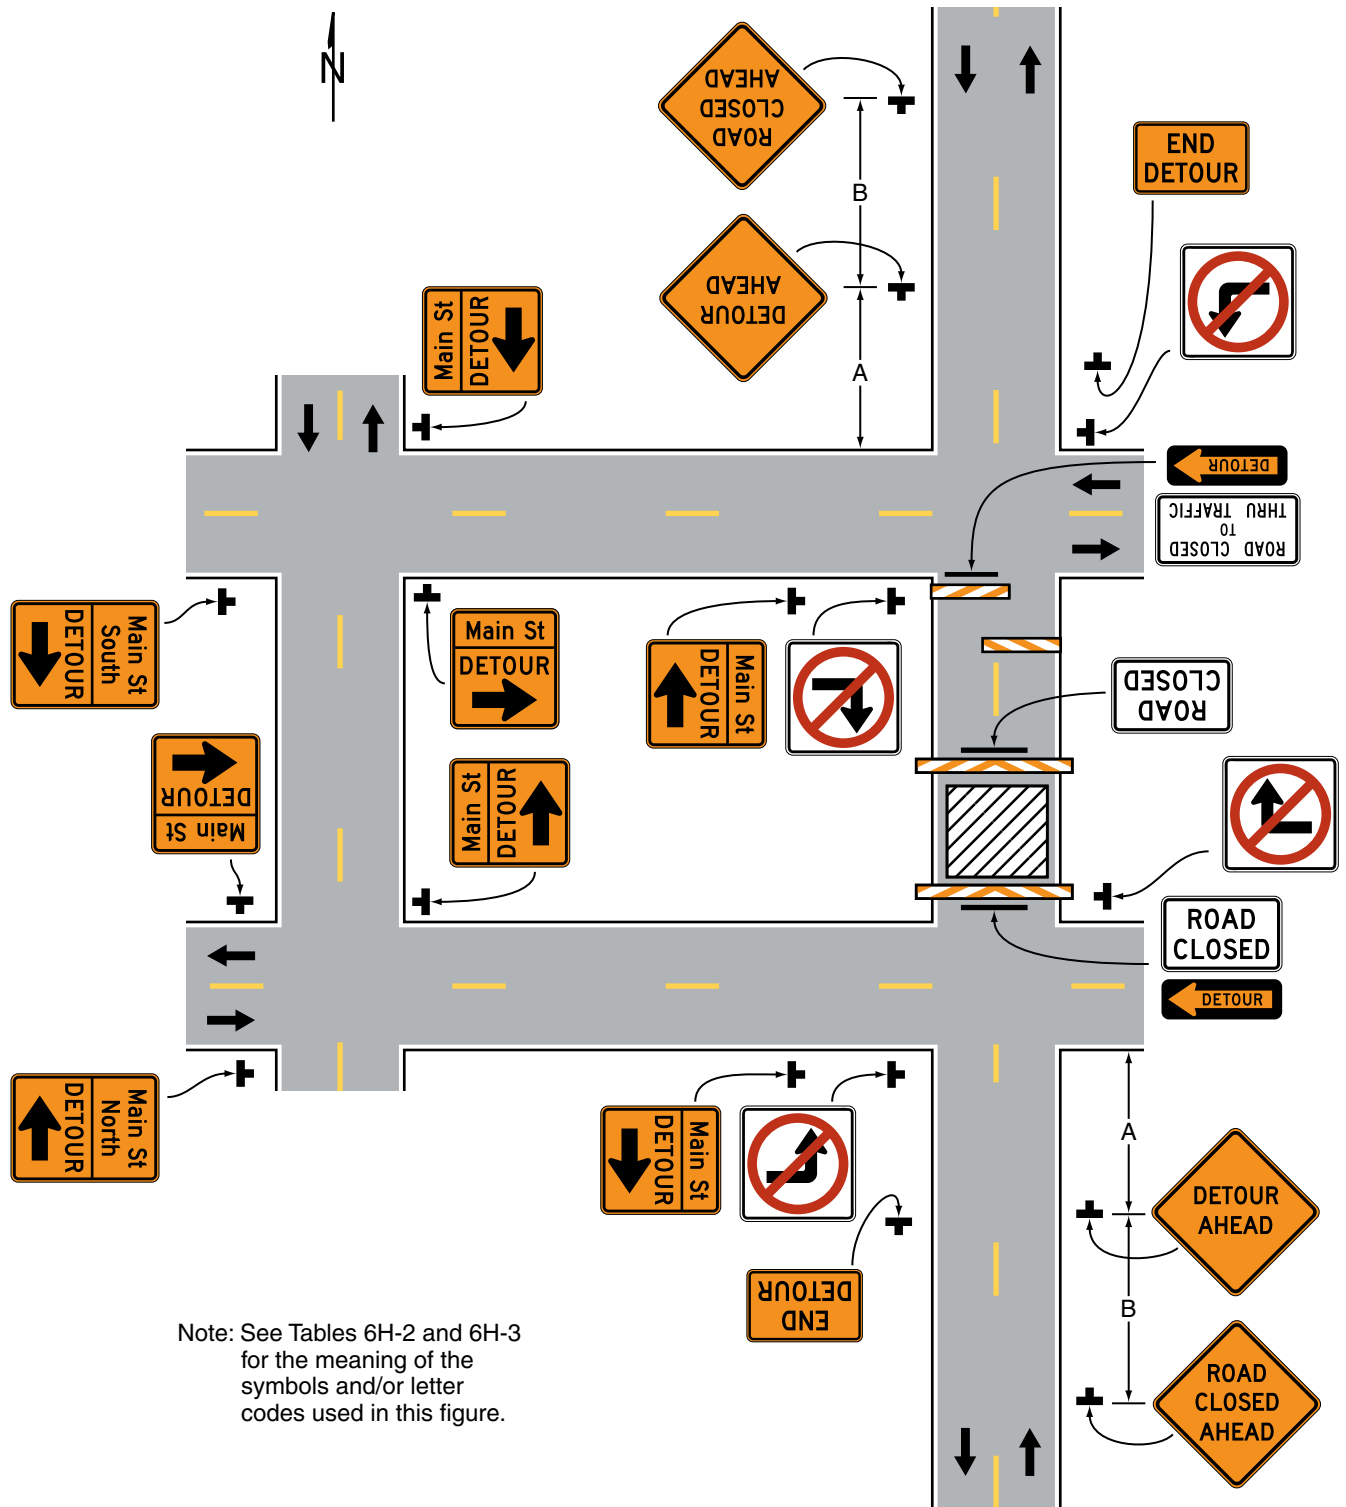 N
ROAD
CLOSED
AHEAD
B
END
DETOUR
DETOUR
AHEAD
A
Main St
DETOUR
DETOUR
ROAD CLOSED
TO
THRU TRAFFIC
Main St
South
DETOUR
Main St
DETOUR
Main St
DETOUR
ROAD
CLOSED
Main St
DETOUR
Main St
DETOUR
ROAD
CLOSED
DETOUR
Main St
North
DETOUR
Main St
DETOUR
A
DETOUR
AHEAD
END
DETOUR
B
ROAD
CLOSED
AHEAD
Note: See Tables 6H-2 and 6H-3
for the meaning of the
symbols and/or letter
codes used in this figure.